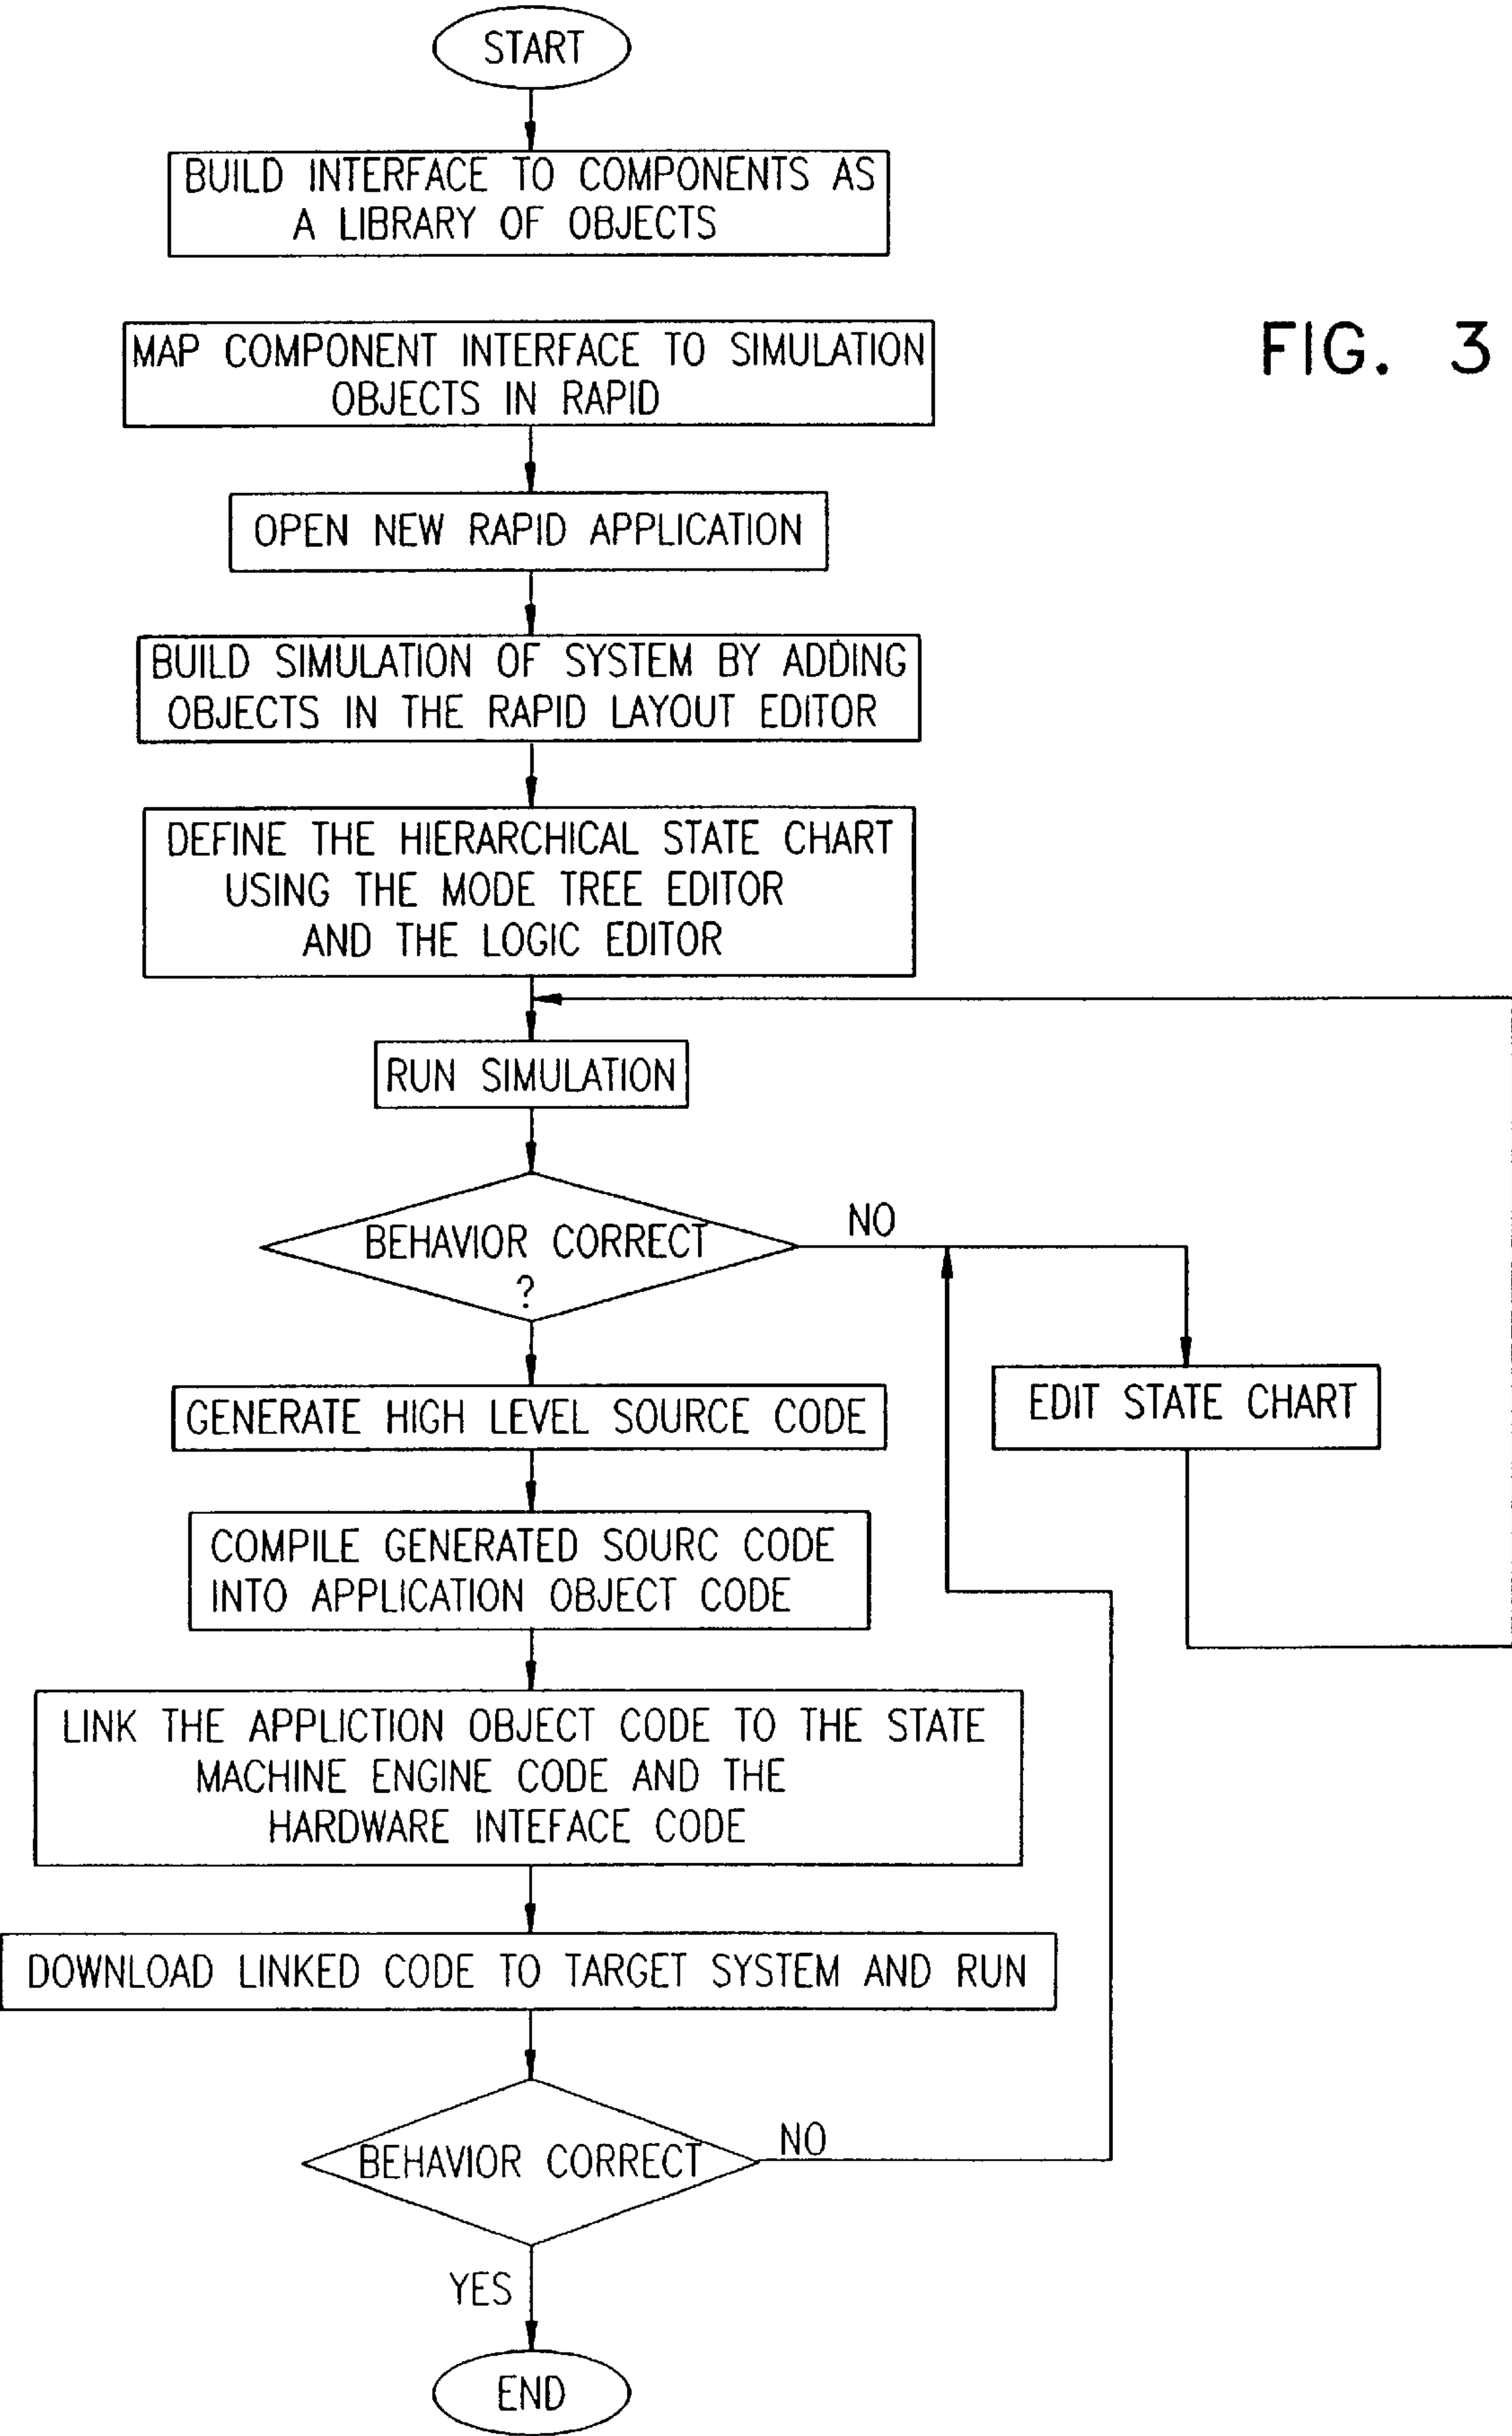 START
BUILD INTERFACE TO COMPONENTS AS
A LIBRARY OF OBJECTS
MAP COMPONENT INTERFACE TO SIMULATION
OBJECTS IN RAPID
FIG. 3
OPEN NEW RAPID APPLICATION
BUILD SIMULATION OF SYSTEM BY ADDING
OBJECTS IN THE RAPID LAYOUT EDITOR
DEFINE THE HIERARCHICAL STATE CHART
USING THE MODE TREE EDITOR
AND THE LOGIC EDITOR
RUN SIMULATION
BEHAVIOR CORRECT
?
NO
GENERATE HIGH LEVEL SOURCE CODE
EDIT STATE CHART
COMPILE GENERATED SOURC CODE
INTO APPLICATION OBJECT CODE
LINK THE APPLICTION OBJECT CODE TO THE STATE
MACHINE ENGINE CODE AND THE
HARDWARE INTEFACE CODE
DOWNLOAD LINKED CODE TO TARGET SYSTEM AND RUN
BEHAVIOR CORRECT
NO
YES
END